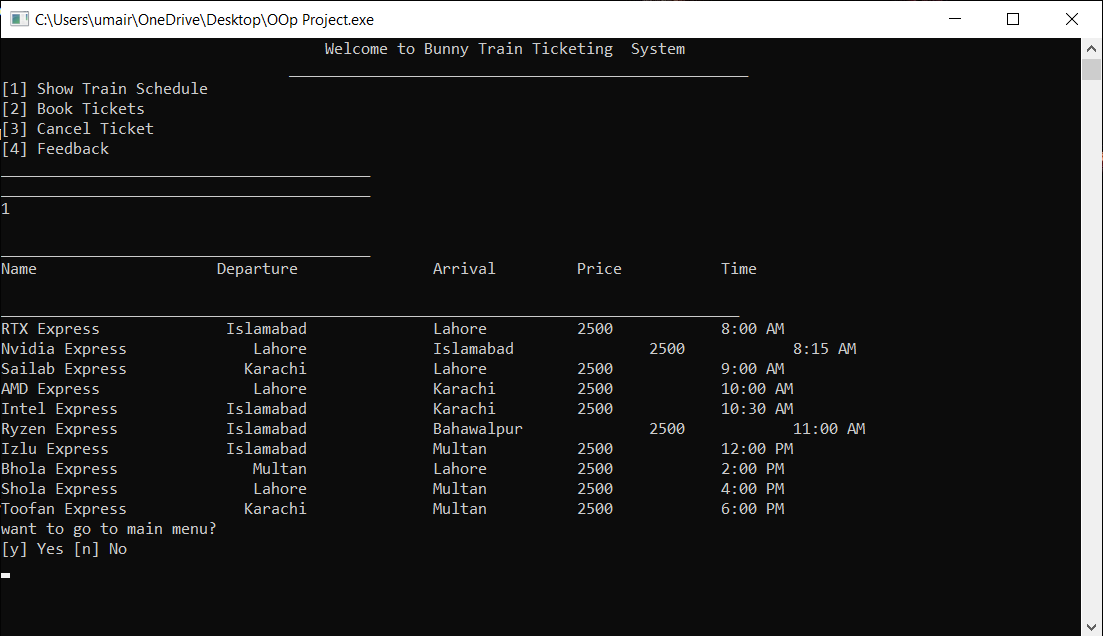 C:\Users\umair\OneDrive\Desktop\OOp Project.exe
Welcome to Bunny Train Ticketing  System
[1] Show Train Schedule
[2] Book Tickets
[3] Cancel Ticket
[4] Feedback
1
Name Departure Arrival Price Time
RTX Express Islamabad Lahore 2500 8:00 AM
Nvidia Express Lahore Islamabad 2500 8:15 AM
Sailab Express Karachi Lahore 2500 9:00 AM
AMD Express Lahore Karachi 2500 10:00 AM
Intel Express Islamabad Karachi 2500 10:30 AM
Ryzen Express Islamabad Bahawalpur 2500 11:00 AM
Izlu Express Islamabad Multan 2500 12:00 PM
Bhola Express Multan Lahore 2500 2:00 PM
Shola Express Lahore Multan 2500 4:00 PM
Toofan Express Karachi Multan 2500 6:00 PM
want to go to main menu?
[y] Yes [n] No